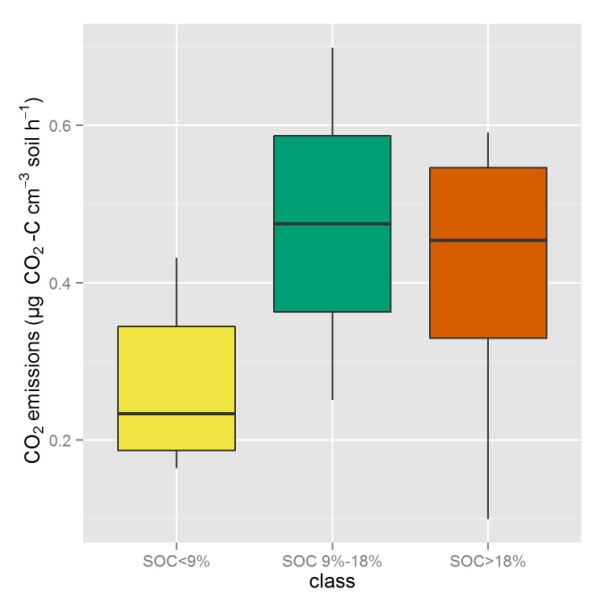 CO₂ emissions (µg CO₂ -C cm⁻³ soil h⁻¹)
0.6
0.4
0.2
SOC<9% SOC 9%-18% SOC>18%
class